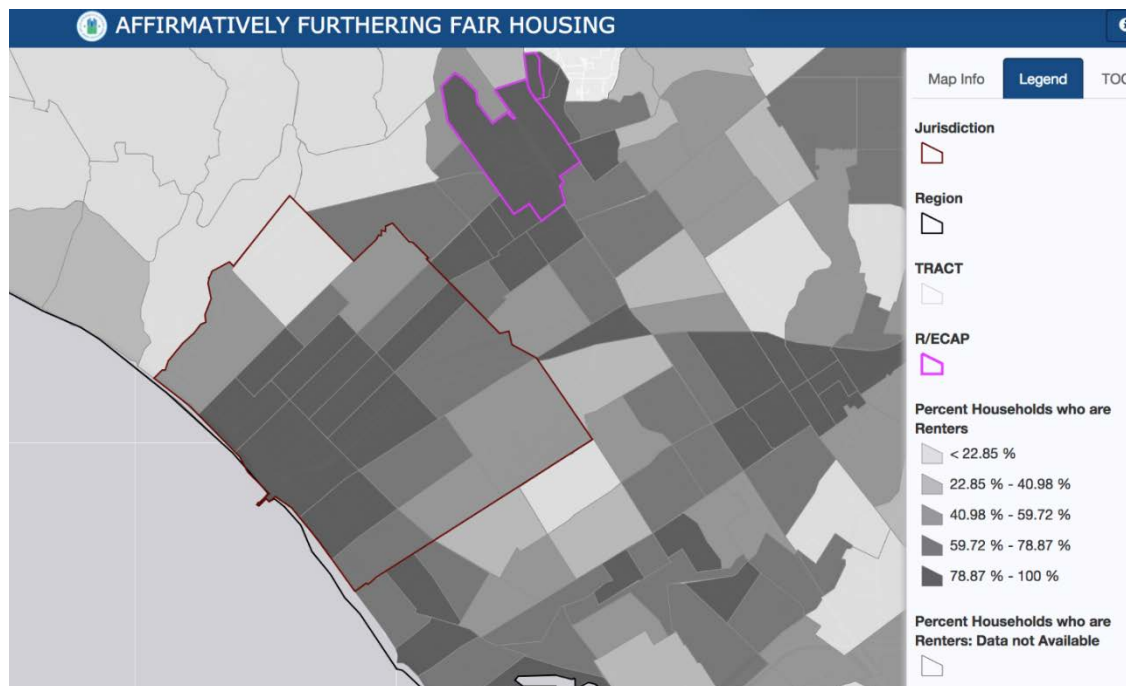 AFFIRMATIVELY FURTHERING FAIR HOUSING
Map Info
Legend
Jurisdiction
Region
TRACT
R/ECAP
Percent Households who are
Renters
< 22.85 %
22.85 % - 40.98 %
40.98 % - 59.72 %
59.72 % - 78.87 %
78.87 % - 100 %
Percent Households who are
Renters: Data not Available